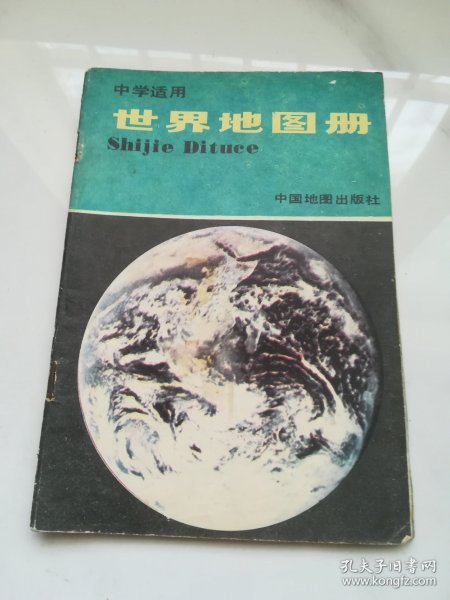 中学适用
世界地图册
Shijie Dituce
中国地图出版社
孔夫子旧书网
www.kongfz.com